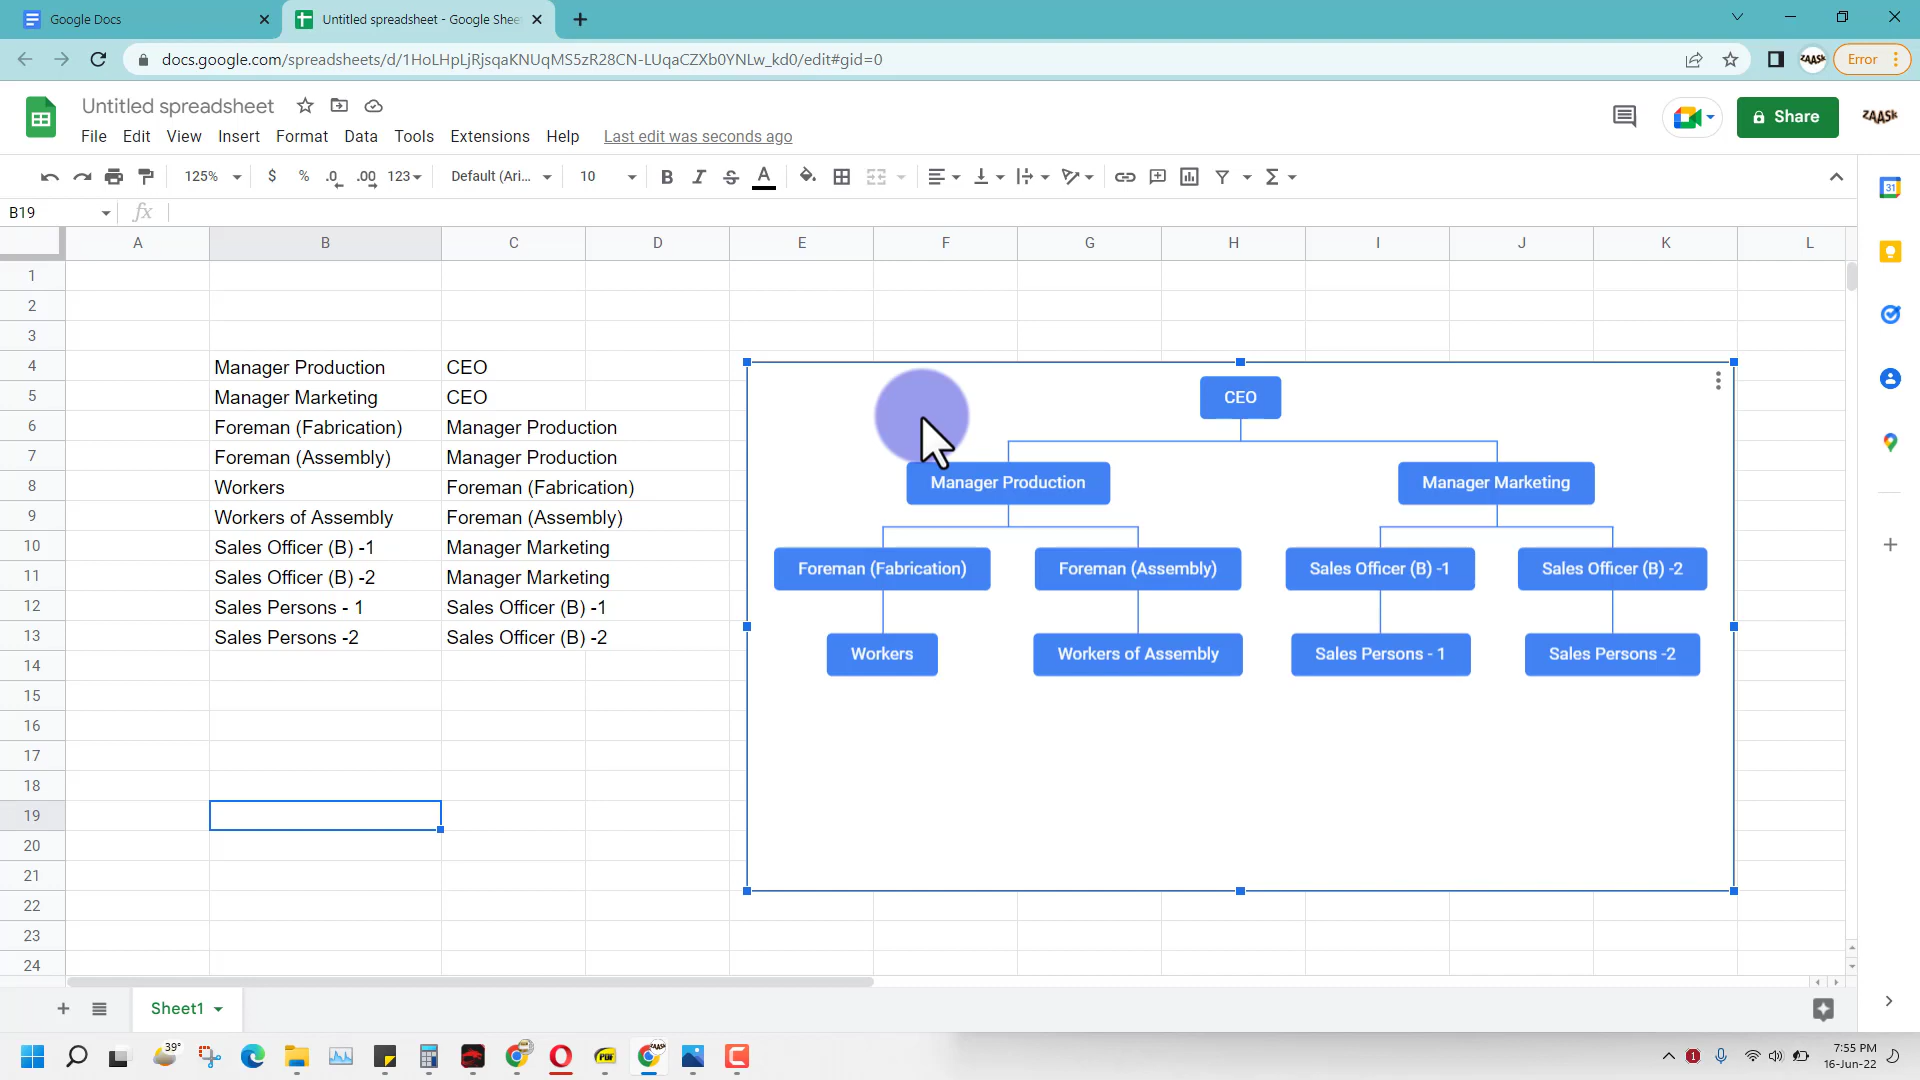 Google Docs
Untitled spreadsheet - Google Shee
docs.google.com/spreadsheets/d/1HoLHpLjRjsqaKNUqMS5zR28CN-LUqaCZXb0YNLw_kd0/edit#gid=0
ZAASK
Error
Untitled spreadsheet
File Edit View Insert Format Data Tools Extensions Help Last edit was seconds ago
Share
ZAASK
125% $ % .0 .00 123 Default (Ari... 10 B I S A Σ
B19 fx
A B C D E F G H I J K L
31
1
2
3
4 Manager Production CEO
5 Manager Marketing CEO
6 Foreman (Fabrication) Manager Production
7 Foreman (Assembly) Manager Production
8 Workers Foreman (Fabrication)
9 Workers of Assembly Foreman (Assembly)
10 Sales Officer (B) -1 Manager Marketing
11 Sales Officer (B) -2 Manager Marketing
12 Sales Persons - 1 Sales Officer (B) -1
13 Sales Persons -2 Sales Officer (B) -2
14
15
16
17
18
19
20
21
22
23
24
CEO
Manager Production Manager Marketing
Foreman (Fabrication) Foreman (Assembly) Sales Officer (B) -1 Sales Officer (B) -2
Workers Workers of Assembly Sales Persons - 1 Sales Persons -2
Sheet1
39°
PDF
ZAASK
1
7:55 PM
16-Jun-22